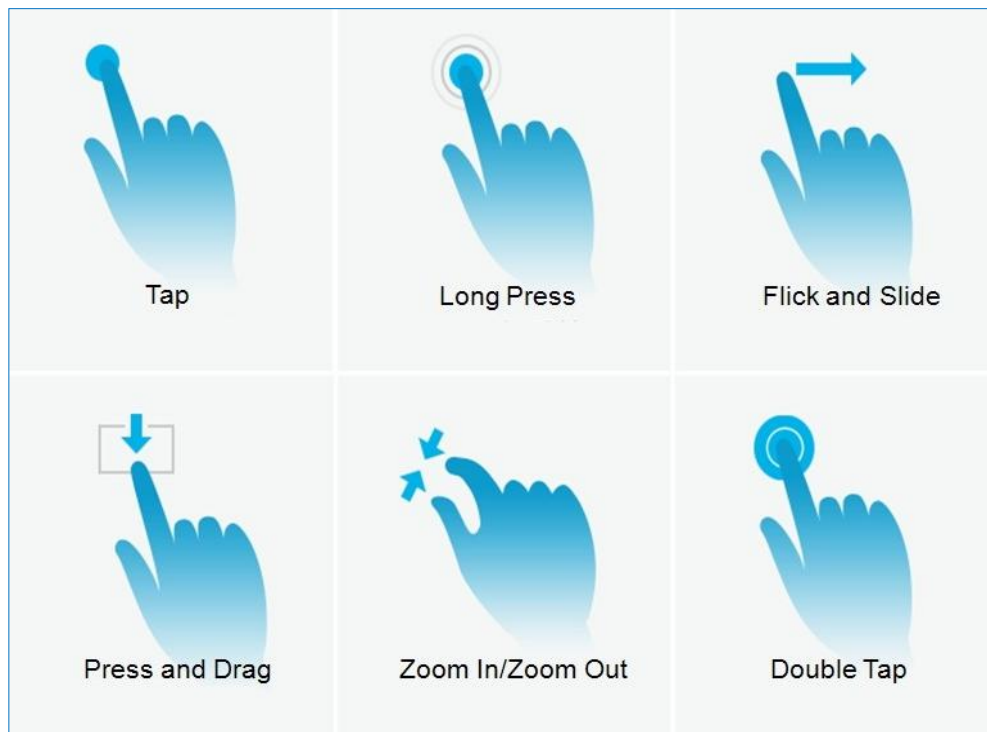 Tap
Long Press
Flick and Slide
Press and Drag
Zoom In/Zoom Out
Double Tap